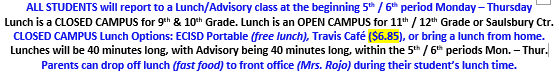 ALL STUDENTS will report to a Lunch/Advisory class at the beginning 5th / 6th period Monday – Thursday
Lunch is a CLOSED CAMPUS for 9th & 10th Grade. Lunch is an OPEN CAMPUS for 11th / 12th Grade or Saulsbury Ctr.
CLOSED CAMPUS Lunch Options: ECISD Portable (free lunch), Travis Café ($6.85), or bring a lunch from home.
Lunches will be 40 minutes long, with Advisory being 40 minutes long, within the 5th / 6th periods Mon. – Thur.
Parents can drop off lunch (fast food) to front office (Mrs. Rojo) during their student's lunch time.